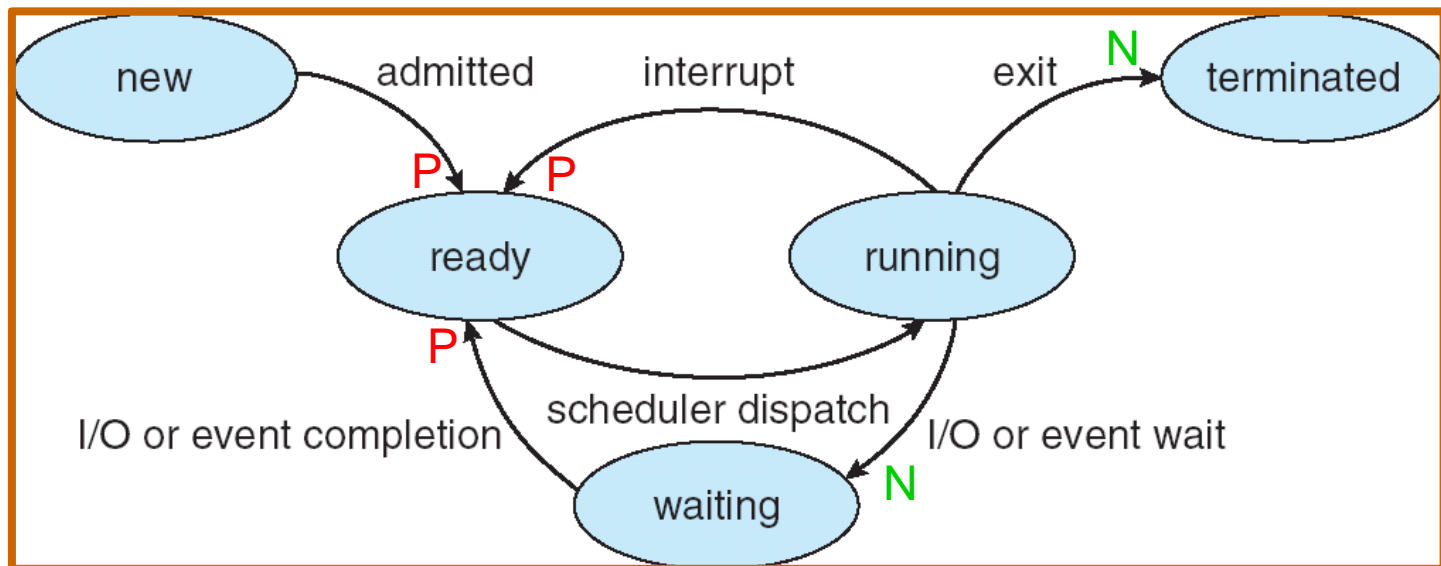 new
admitted
interrupt
exit
N
terminated
P
P
ready
running
P
scheduler dispatch
I/O or event completion
I/O or event wait
waiting
N